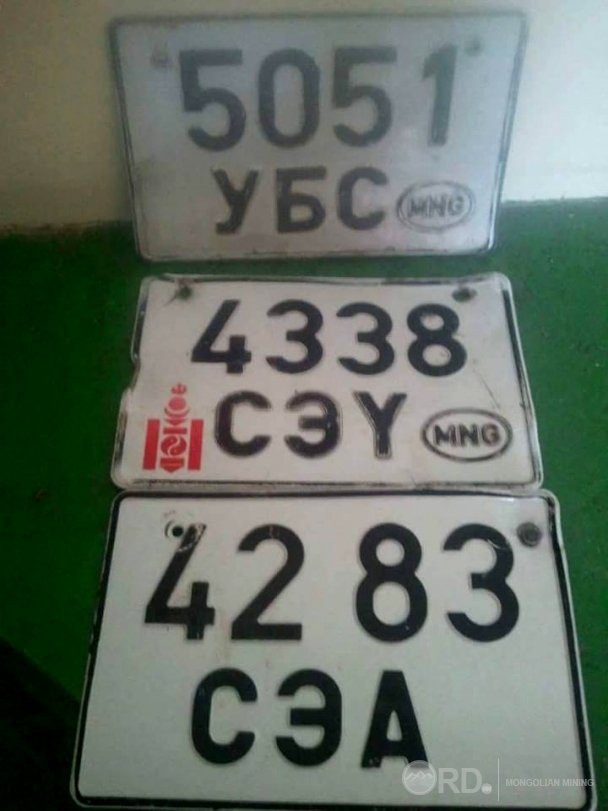 5051
УБС MNG
4338
СЭҮ MNG
42 83
СЭА
ORD. MONGOLIAN MINING